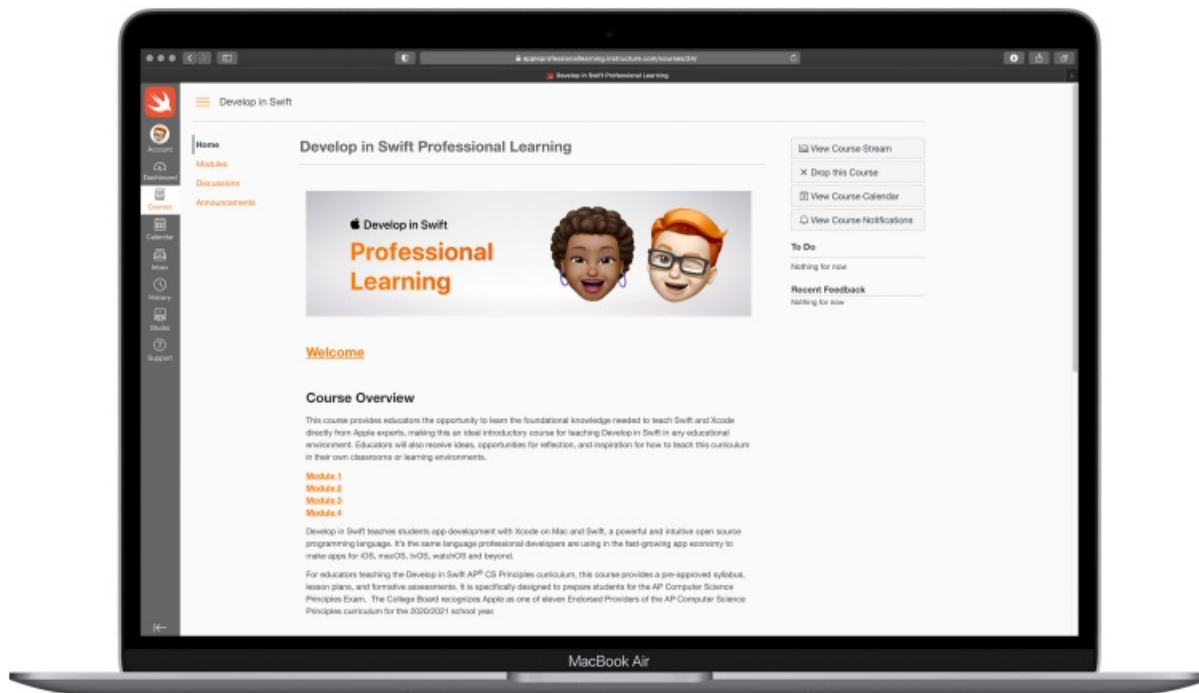 appleprofessionallearning.instructure.com/courses/24/
Develop in Swift Professional Learning
Develop in Swift
Account
Dashboard
Courses
Calendar
Inbox
History
Studio
Support
Home
Modules
Discussions
Announcements
Develop in Swift Professional Learning
Develop in Swift
Professional
Learning
Welcome
Course Overview
This course provides educators the opportunity to learn the foundational knowledge needed to teach Swift and Xcode
directly from Apple experts, making this an ideal introductory course for teaching Develop in Swift in any educational
environment. Educators will also receive ideas, opportunities for reflection, and inspiration for how to teach this curriculum
in their own classrooms or learning environments.
Module 1
Module 2
Module 3
Module 4
Develop in Swift teaches students app development with Xcode on Mac and Swift, a powerful and intuitive open source
programming language. It's the same language professional developers are using in the fast-growing app economy to
make apps for iOS, macOS, tvOS, watchOS and beyond.
For educators teaching the Develop in Swift AP® CS Principles curriculum, this course provides a pre-approved syllabus,
lesson plans, and formative assessments. It is specifically designed to prepare students for the AP Computer Science
Principles Exam. The College Board recognizes Apple as one of eleven Endorsed Providers of the AP Computer Science
Principles curriculum for the 2020/2021 school year.
View Course Stream
Drop this Course
View Course Calendar
View Course Notifications
To Do
Nothing for now
Recent Feedback
Nothing for now
MacBook Air